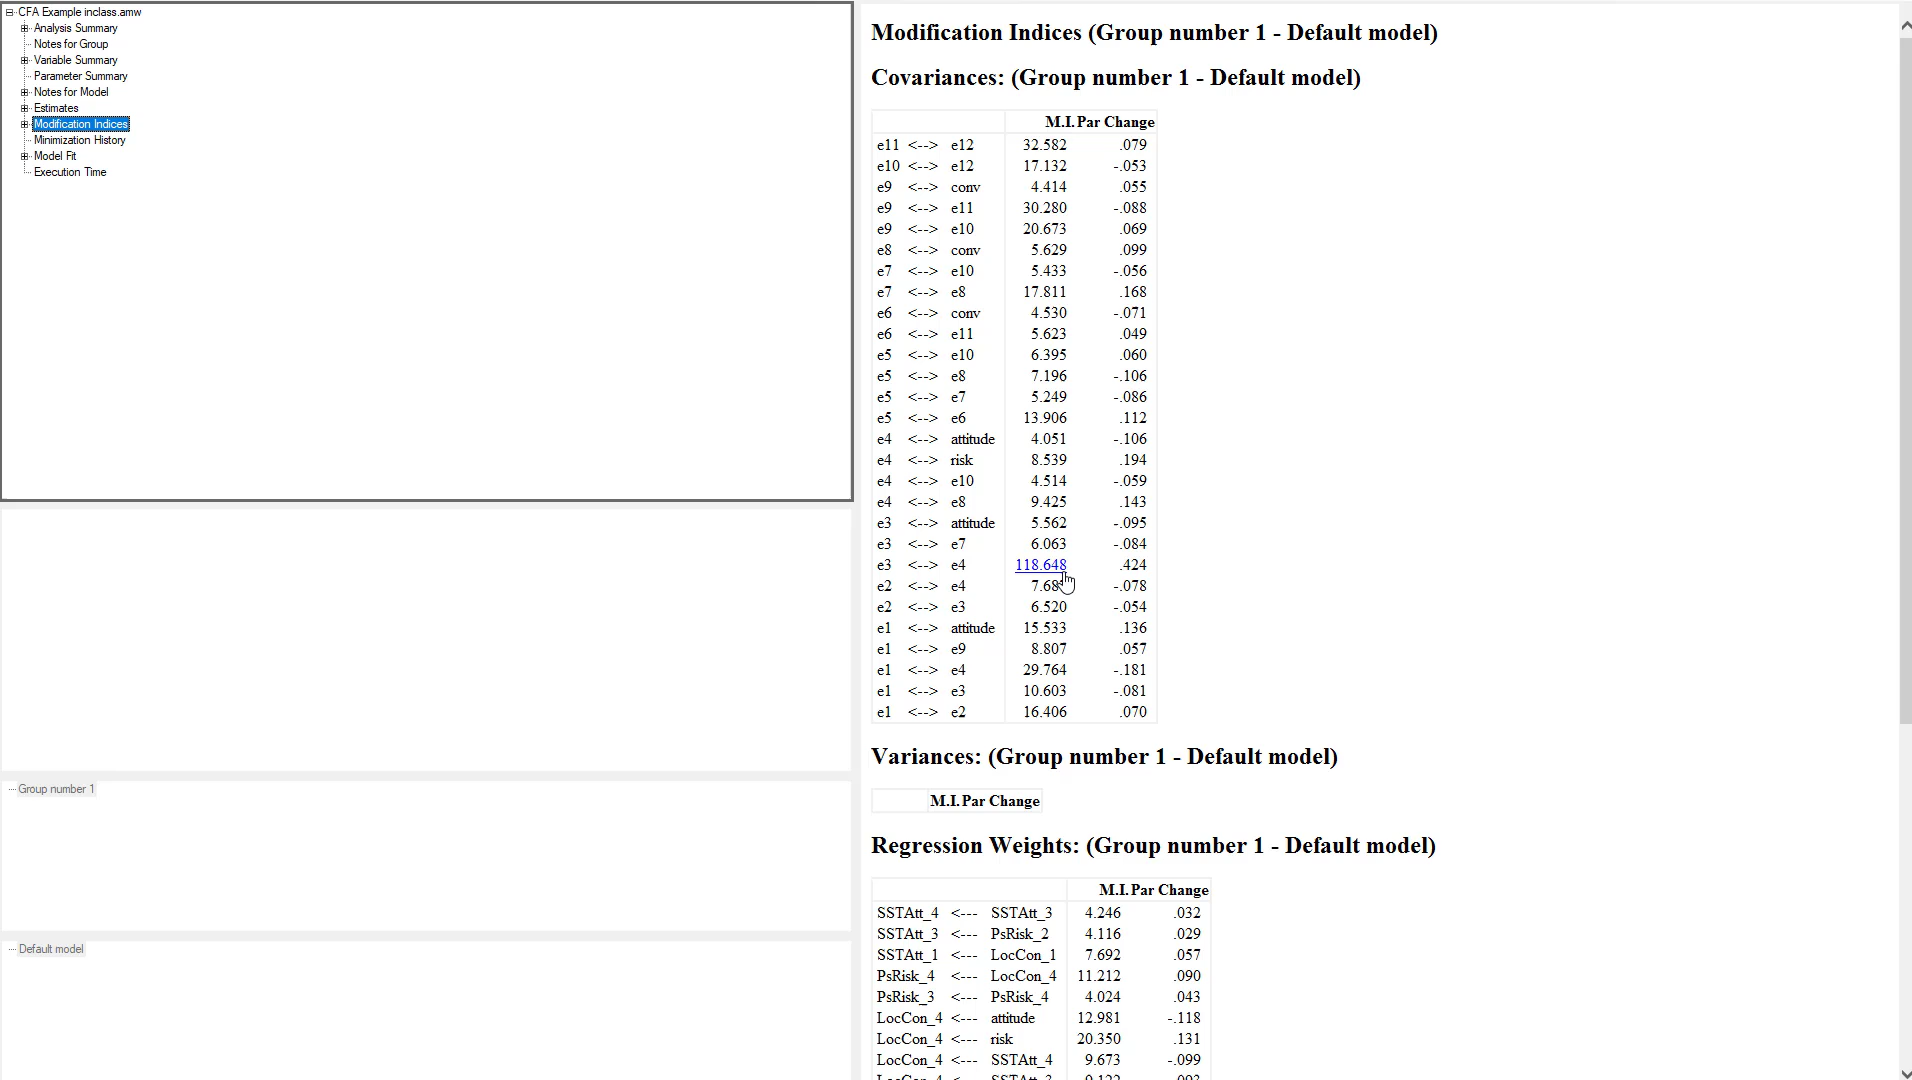 CFA Example inclass.amw
Analysis Summary
Notes for Group
Variable Summary
Parameter Summary
Notes for Model
Estimates
Modification Indices
Minimization History
Model Fit
Execution Time
Group number 1
Default model
Modification Indices (Group number 1 - Default model)
Covariances: (Group number 1 - Default model)
M.I. Par Change
e11 <--> e12 32.582 .079
e10 <--> e12 17.132 -.053
e9 <--> conv 4.414 .055
e9 <--> e11 30.280 -.088
e9 <--> e10 20.673 .069
e8 <--> conv 5.629 .099
e7 <--> e10 5.433 -.056
e7 <--> e8 17.811 .168
e6 <--> conv 4.530 -.071
e6 <--> e11 5.623 .049
e5 <--> e10 6.395 .060
e5 <--> e8 7.196 -.106
e5 <--> e7 5.249 -.086
e5 <--> e6 13.906 .112
e4 <--> attitude 4.051 -.106
e4 <--> risk 8.539 .194
e4 <--> e10 4.514 -.059
e4 <--> e8 9.425 .143
e3 <--> attitude 5.562 -.095
e3 <--> e7 6.063 -.084
e3 <--> e4 118.648 .424
e2 <--> e4 -.078
e2 <--> e3 6.520 -.054
e1 <--> attitude 15.533 .136
e1 <--> e9 8.807 .057
e1 <--> e4 29.764 -.181
e1 <--> e3 10.603 -.081
e1 <--> e2 16.406 .070
Variances: (Group number 1 - Default model)
M.I. Par Change
Regression Weights: (Group number 1 - Default model)
M.I. Par Change
SSTAtt_4 <--- SSTAtt_3 4.246 .032
SSTAtt_3 <--- PsRisk_2 4.116 .029
SSTAtt_1 <--- LocCon_1 7.692 .057
PsRisk_4 <--- LocCon_4 11.212 .090
PsRisk_3 <--- PsRisk_4 4.024 .043
LocCon_4 <--- attitude 12.981 -.118
LocCon_4 <--- risk 20.350 .131
LocCon_4 <--- SSTAtt_4 9.673 -.099